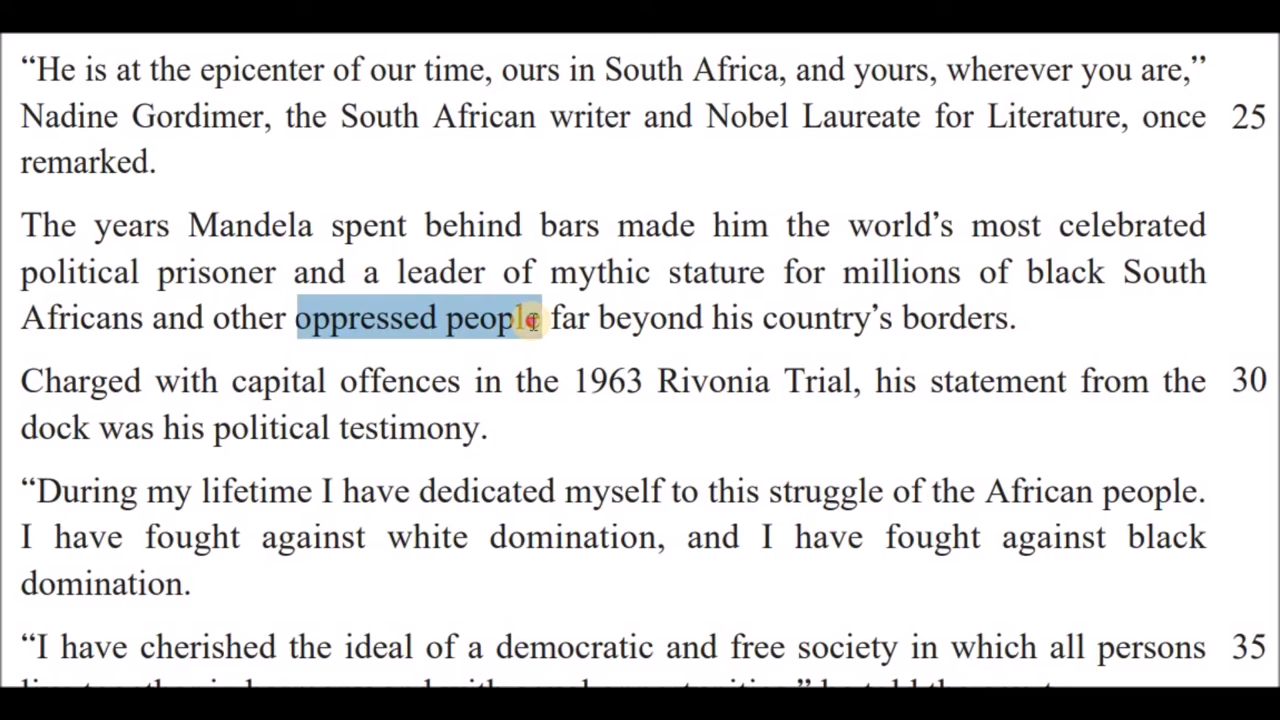 “He is at the epicenter of our time, ours in South Africa, and yours, wherever you are,”
Nadine Gordimer, the South African writer and Nobel Laureate for Literature, once 25
remarked.
The years Mandela spent behind bars made him the world’s most celebrated
political prisoner and a leader of mythic stature for millions of black South
Africans and other oppressed people far beyond his country’s borders.
Charged with capital offences in the 1963 Rivonia Trial, his statement from the 30
dock was his political testimony.
“During my lifetime I have dedicated myself to this struggle of the African people.
I have fought against white domination, and I have fought against black
domination.
“I have cherished the ideal of a democratic and free society in which all persons 35